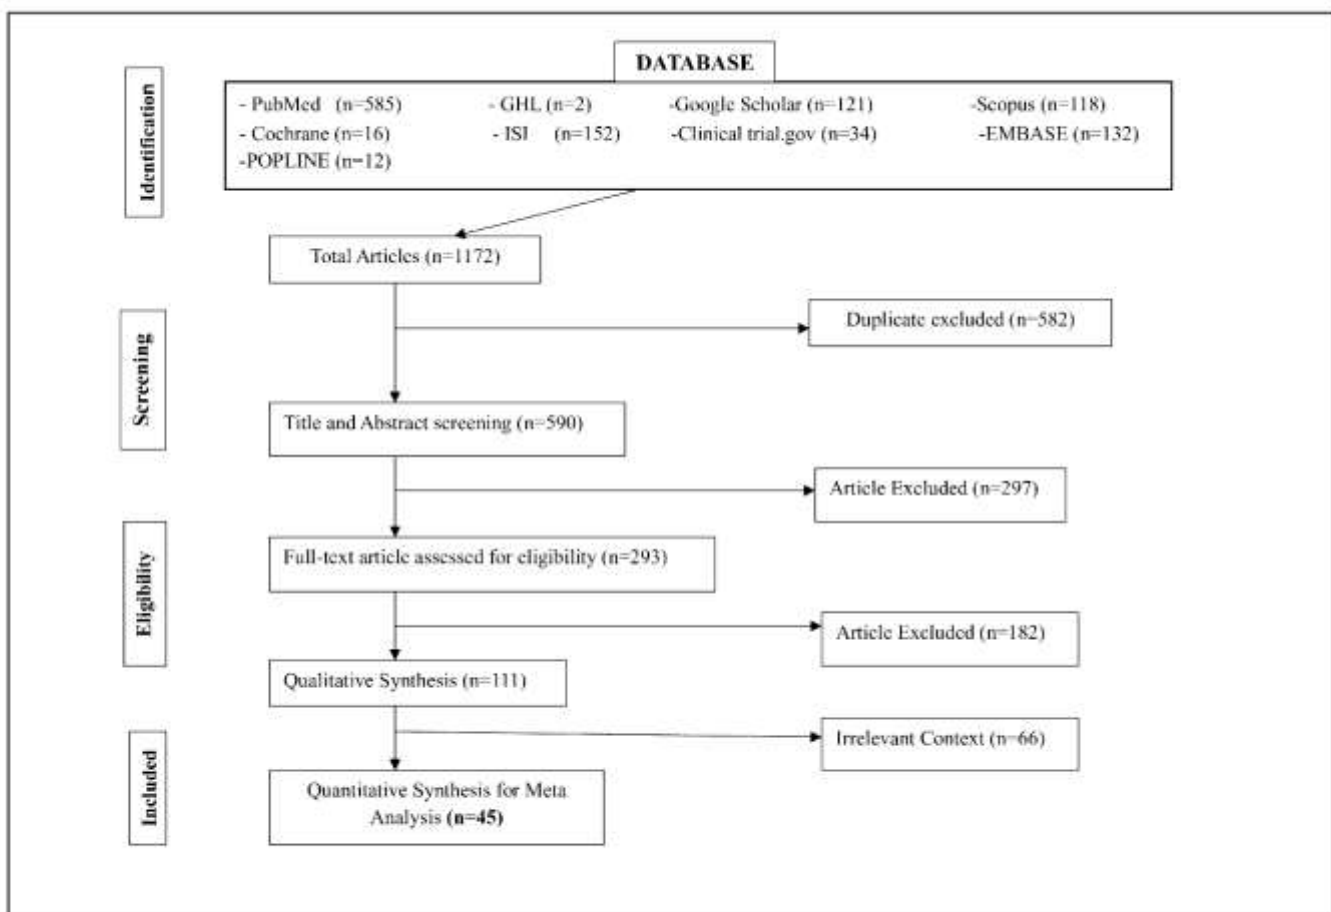 DATABASE
Identification
- PubMed (n=585) - GHL (n=2) -Google Scholar (n=121) -Scopus (n=118)
- Cochrane (n=16) - ISI (n=152) -Clinical trial.gov (n=34) -EMBASE (n=132)
-POPLINE (n=12)
Total Articles (n=1172)
Screening
Duplicate excluded (n=582)
Title and Abstract screening (n=590)
Article Excluded (n=297)
Eligibility
Full-text article assessed for eligibility (n=293)
Article Excluded (n=182)
Qualitative Synthesis (n=111)
Included
Irrelevant Context (n=66)
Quantitative Synthesis for Meta
Analysis (n=45)